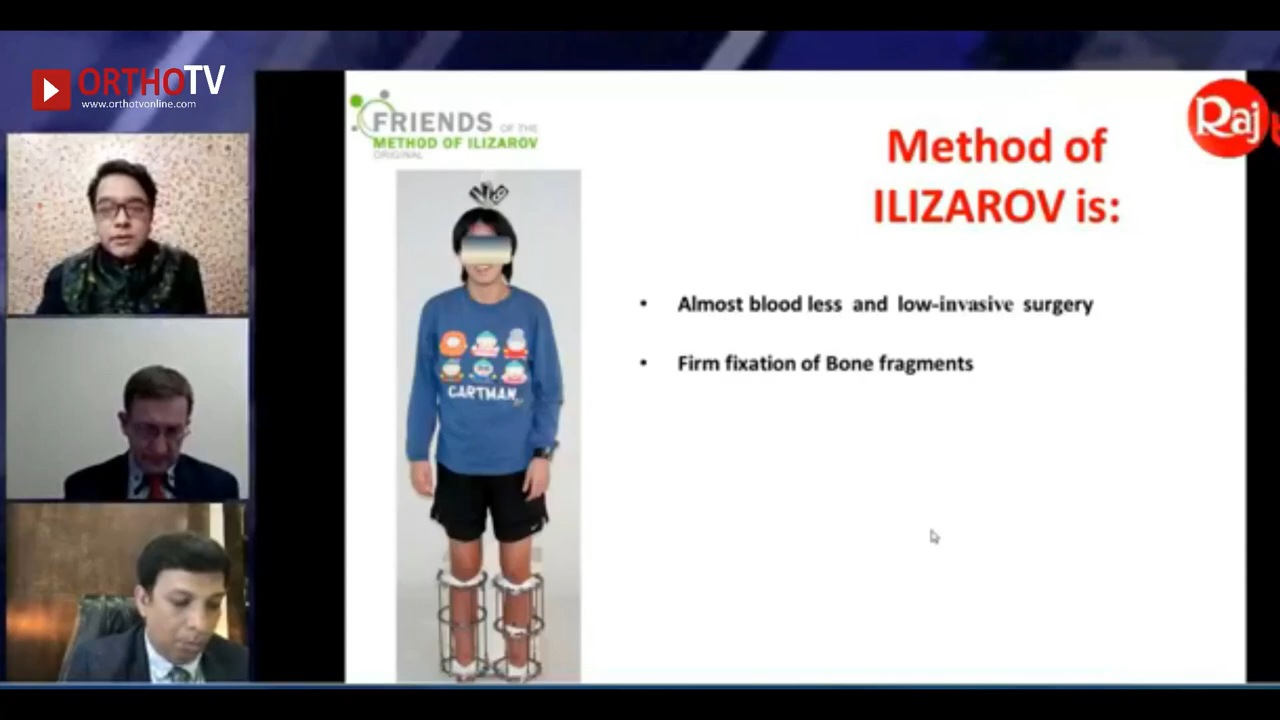 ORTHOTV
www.orthotvonline.com
FRIENDS OF THE
METHOD OF ILIZAROV
ORIGINAL
Raj
Method of
ILIZAROV is:
• Almost blood less and low-invasive surgery
• Firm fixation of Bone fragments
CARTMAN